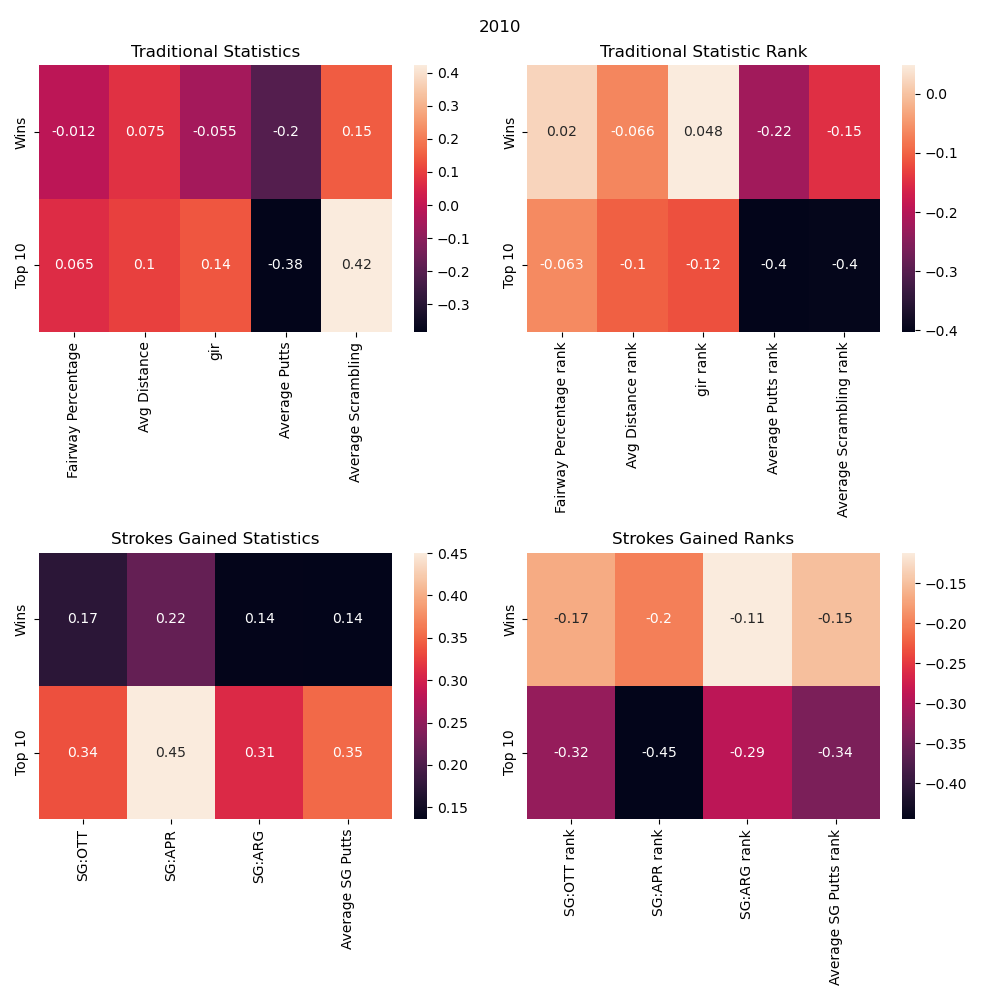 2010
Traditional Statistics
Wins
-0.012 0.075 -0.055 -0.2 0.15
Top 10
0.065 0.1 0.14 -0.38 0.42
0.4
0.3
0.2
0.1
0.0
−0.1
−0.2
−0.3
Fairway Percentage
Avg Distance
gir
Average Putts
Average Scrambling
Traditional Statistic Rank
Wins
0.02 -0.066 0.048 -0.22 -0.15
Top 10
-0.063 -0.1 -0.12 -0.4 -0.4
0.0
−0.1
−0.2
−0.3
−0.4
Fairway Percentage rank
Avg Distance rank
gir rank
Average Putts rank
Average Scrambling rank
Strokes Gained Statistics
Wins
0.17 0.22 0.14 0.14
Top 10
0.34 0.45 0.31 0.35
0.45
0.40
0.35
0.30
0.25
0.20
0.15
SG:OTT
SG:APR
SG:ARG
Average SG Putts
Strokes Gained Ranks
Wins
-0.17 -0.2 -0.11 -0.15
Top 10
-0.32 -0.45 -0.29 -0.34
−0.15
−0.20
−0.25
−0.30
−0.35
−0.40
SG:OTT rank
SG:APR rank
SG:ARG rank
Average SG Putts rank